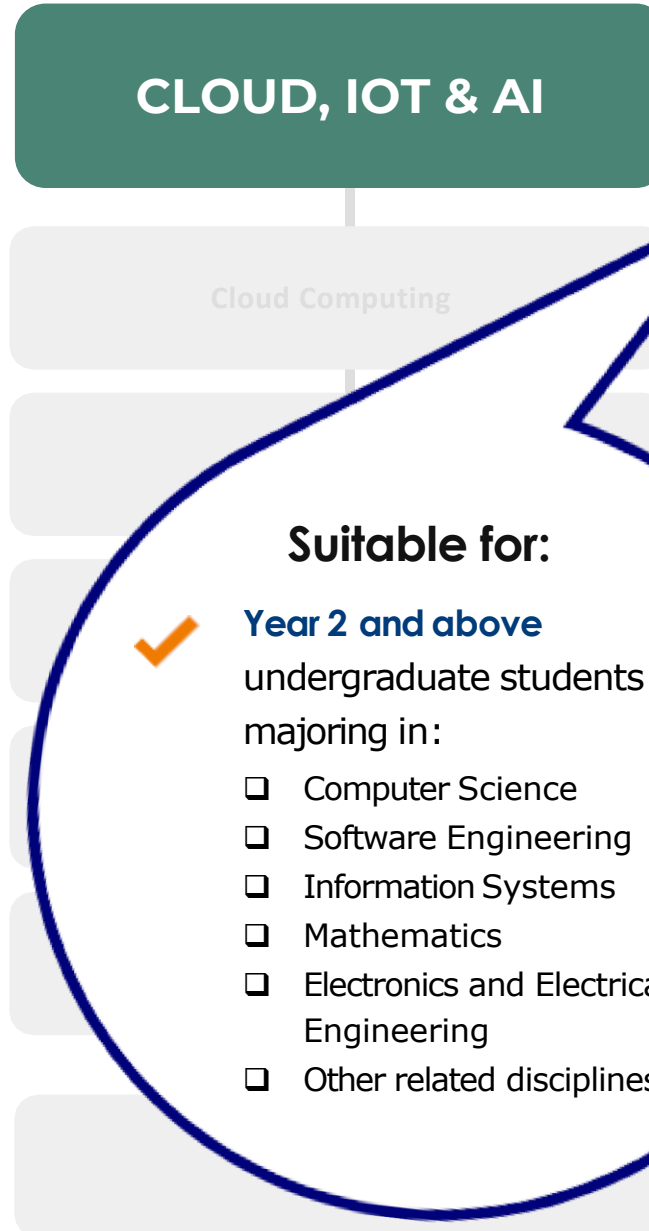 CLOUD, IOT & AI
Cloud Computing
Suitable for:
Year 2 and above
undergraduate students
majoring in:
❑ Computer Science
❑ Software Engineering
❑ Information Systems
❑ Mathematics
❑ Electronics and Electrica
Engineering
❑ Other related disciplines